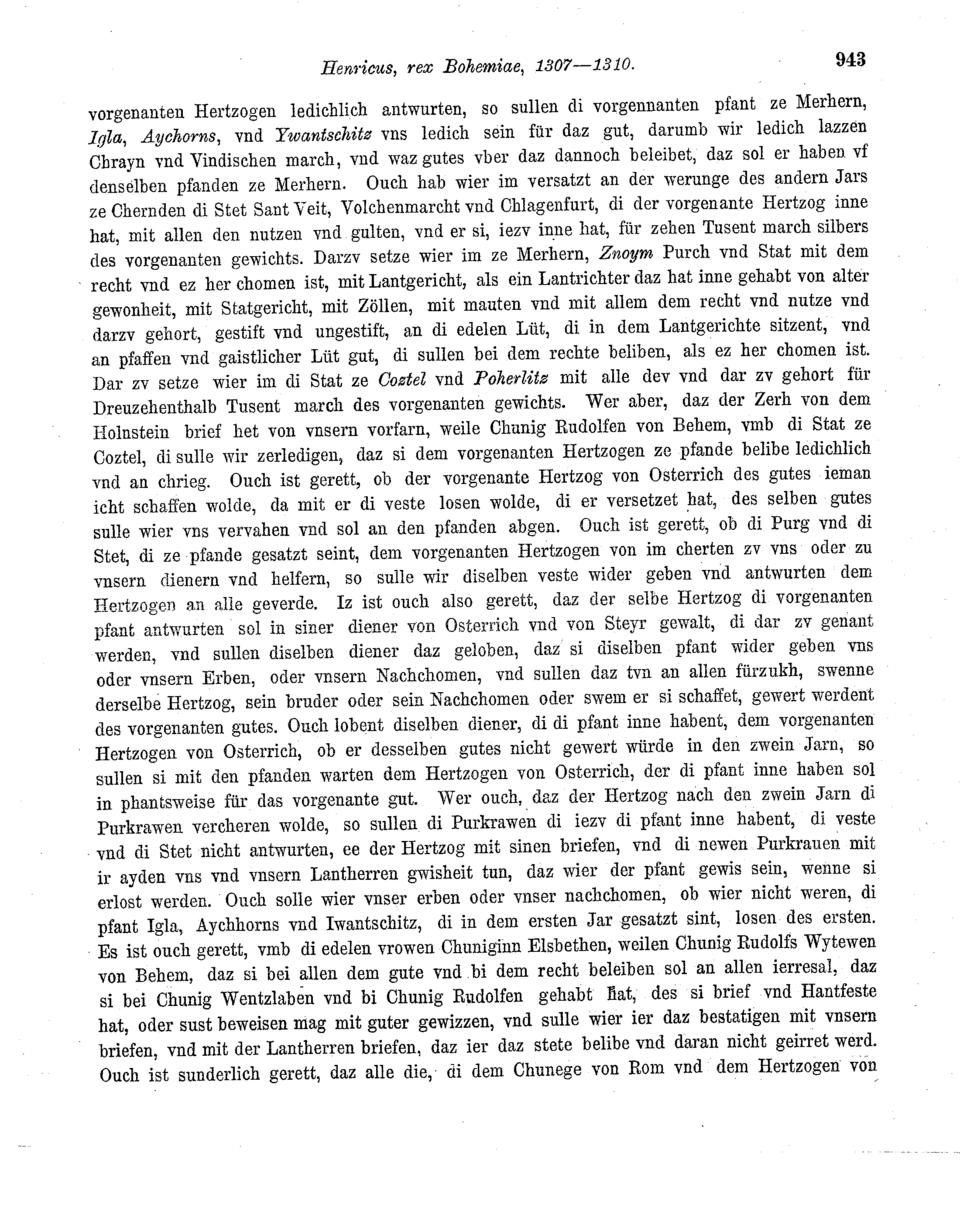 Henricus, rex Bohemiae, 1307—1310.
943
vorgenanten Hertzogen ledichlich antwurten, so sullen di vorgennanten pfant ze Merhern,
Igla, Aychorns, vnd Ywantschitz vns ledich sein für daz gut, darumb wir ledich lazzen
Chrayn vnd Vindischen march, vnd waz gutes vber daz dannoch beleibet, daz sol er haben vf
denselben pfanden ze Merhern. Ouch hab wier im versatzt an der werunge des andern Jars
ze Chernden di Stet Sant Veit, Volchenmarcht vnd Chlagenfurt, di der vorgenante Hertzog inne
hat, mit allen den nutzen vnd gulten, vnd er si, iezv inne hat, für zehen Tusent march silbers
des vorgenanten gewichts. Darzv setze wier im ze Merhern, Znoym Purch vnd Stat mit dem
recht vnd ez her chomen ist, mit Lantgericht, als ein Lantrichter daz hat inne gehabt von alter
gewonheit, mit Statgericht, mit Zöllen, mit mauten vnd mit allem dem recht vnd nutze vnd
darzv gehort, gestift vnd ungestift, an di edelen Lüt, di in dem Lantgerichte sitzent, vnd
an pfaffen vnd gaistlicher Lüt gut, di sullen bei dem rechte beliben, als ez her chomen ist.
Dar zv setze wier im di Stat ze Coztel vnd Poherlitz mit alle dev vnd dar zv gehort für
Dreuzehenthalb Tusent march des vorgenanten gewichts. Wer aber, daz der Zerh von dem
Holnstein brief het von vnsern vorfarn, weile Chunig Rudolfen von Behem, vmb di Stat ze
Coztel, di sulle wir zerledigen, daz si dem vorgenanten Hertzogen ze pfande belibe ledichlich
vnd an chrieg. Ouch ist gerett, ob der vorgenante Hertzog von Osterrich des gutes ieman
icht schaffen wolde, da mit er di veste losen wolde, di er versetzet hat, des selben gutes
sulle wier vns vervahen vnd sol an den pfanden abgen. Ouch ist gerett, ob di Purg vnd di
Stet, di ze pfande gesatzt seint, dem vorgenanten Hertzogen von im cherten zv vns oder zu
vnsern dienern vnd helfern, so sulle wir diselben veste wider geben vnd antwurten dem
Hertzogen an alle geverde. Iz ist ouch also gerett, daz der selbe Hertzog di vorgenanten
pfant antwurten sol in siner diener von Osterrich vnd von Steyr gewalt, di dar zv genant
werden, vnd sullen diselben diener daz geloben, daz si diselben pfant wider geben vns
oder vnsern Erben, oder vnsern Nachchomen, vnd sullen daz tvn an allen fürzukh, swenne
derselbe Hertzog, sein bruder oder sein Nachchomen oder swem er si schaffet, gewert werdent
des vorgenanten gutes. Ouch lobent diselben diener, di di pfant inne habent, dem vorgenanten
Hertzogen von Osterrich, ob er desselben gutes nicht gewert würde in den zwein Jarn, so
sullen si mit den pfanden warten dem Hertzogen von Osterrich, der di pfant inne haben sol
in phantsweise für das vorgenante gut. Wer ouch, daz der Hertzog nach den zwein Jarn di
Purkrawen vercheren wolde, so sullen di Purkrawen di iezv di pfant inne habent, di veste
vnd di Stet nicht antwurten, ee der Hertzog mit sinen briefen, vnd di newen Purkrauen mit
ir ayden vns vnd vnsern Lantherren gwisheit tun, daz wier der pfant gewis sein, wenne si
erlost werden. Ouch solle wier vnser erben oder vnser nachchomen, ob wier nicht weren, di
pfant Igla, Aychhorns vnd Iwantschitz, di in dem ersten Jar gesatzt sint, losen des ersten.
Es ist ouch gerett, vmb di edelen vrowen Chuniginn Elsbethen, weilen Chunig Rudolfs Wytewen
von Behem, daz si bei allen dem gute vnd bi dem recht beleiben sol an allen ierresal, daz
si bei Chunig Wentzlaben vnd bi Chunig Rudolfen gehabt hat, des si brief vnd Hantfeste
hat, oder sust beweisen mag mit guter gewizzen, vnd sulle wier ier daz bestatigen mit vnsern
briefen, vnd mit der Lantherren briefen, daz ier daz stete belibe vnd daran nicht geirret werd.
Ouch ist sunderlich gerett, daz alle die, di dem Chunege von Rom vnd dem Hertzogen von